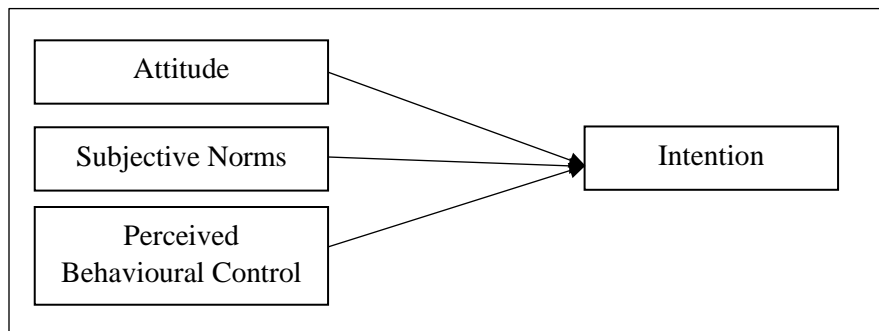 Attitude
Subjective Norms
Intention
Perceived
Behavioural Control